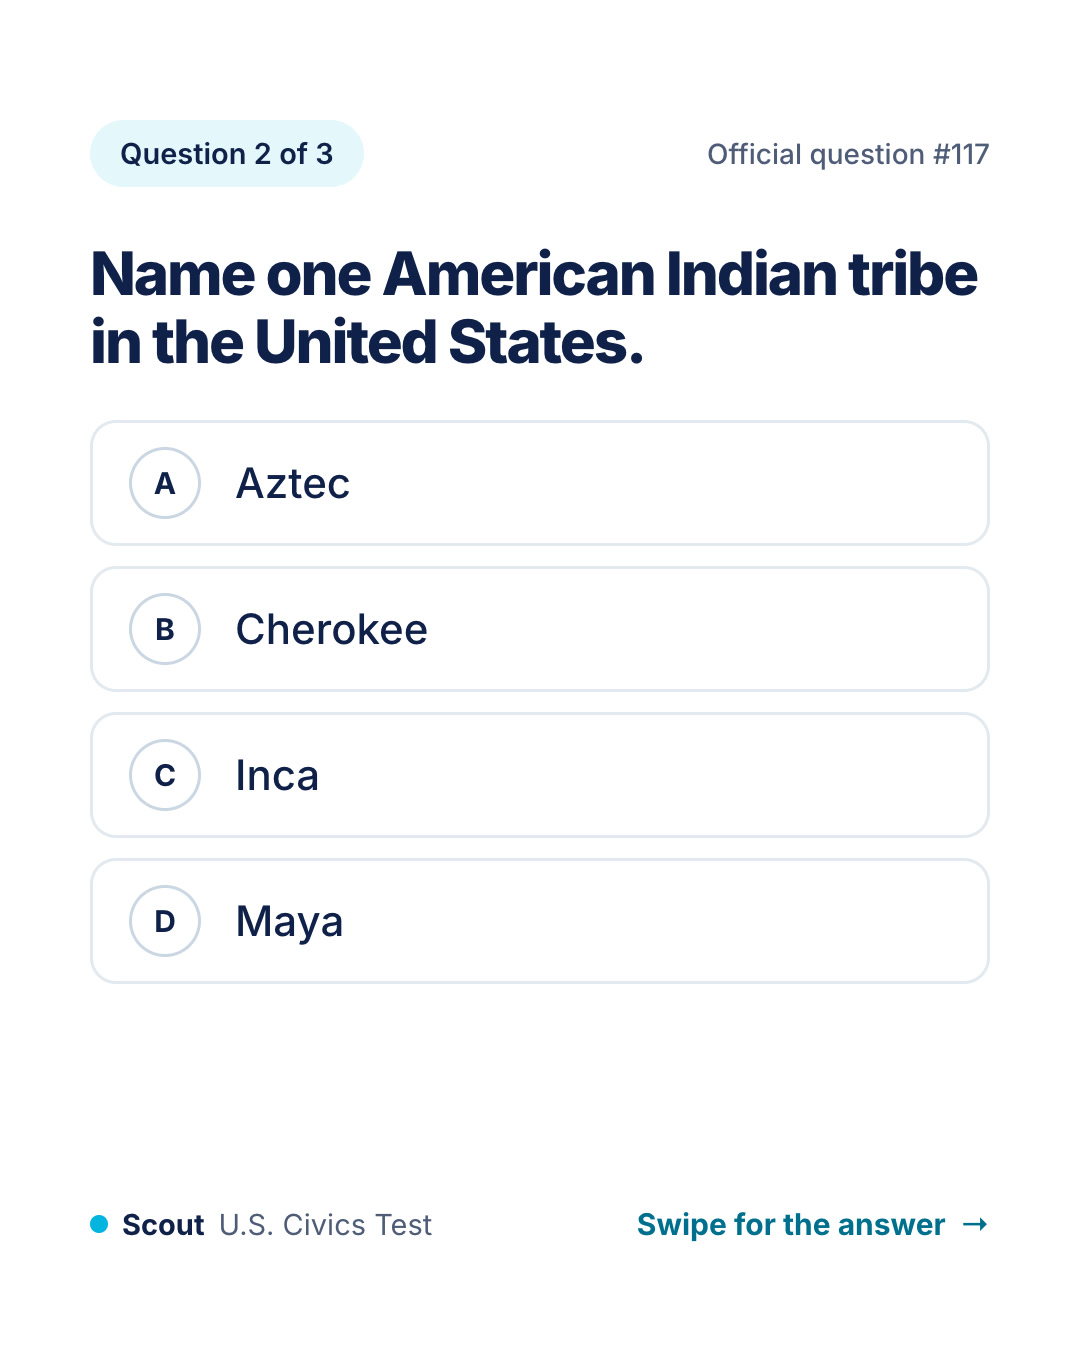 Question 2 of 3
Official question #117
Name one American Indian tribe
in the United States.
A Aztec
B Cherokee
C Inca
D Maya
Scout U.S. Civics Test
Swipe for the answer →